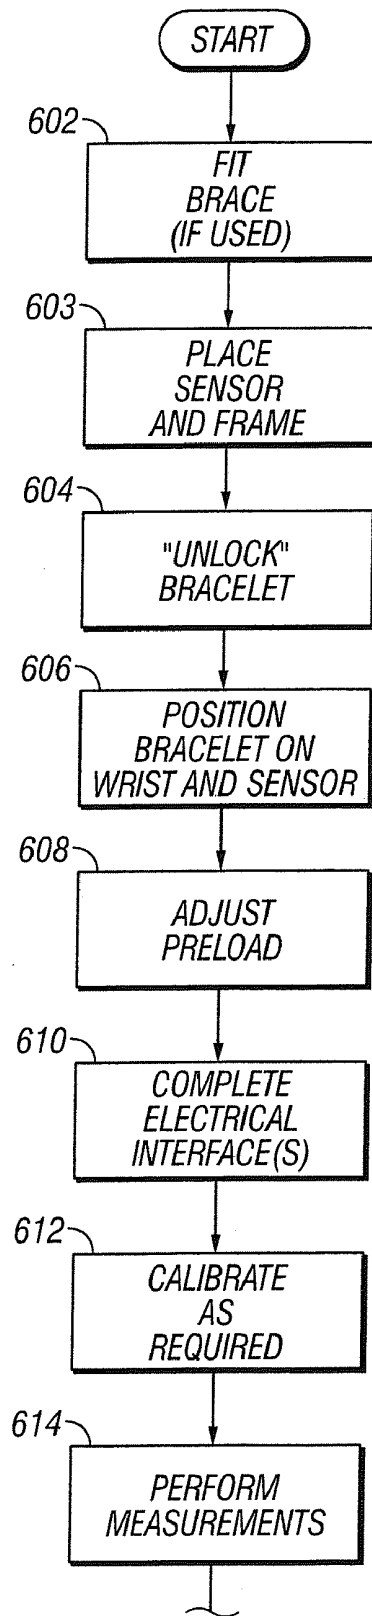 START
602
FIT
BRACE
(IF USED)
603
PLACE
SENSOR
AND FRAME
604
"UNLOCK"
BRACELET
606
POSITION
BRACELET ON
WRIST AND SENSOR
608
ADJUST
PRELOAD
610
COMPLETE
ELECTRICAL
INTERFACE(S)
612
CALIBRATE
AS
REQUIRED
614
PERFORM
MEASUREMENTS